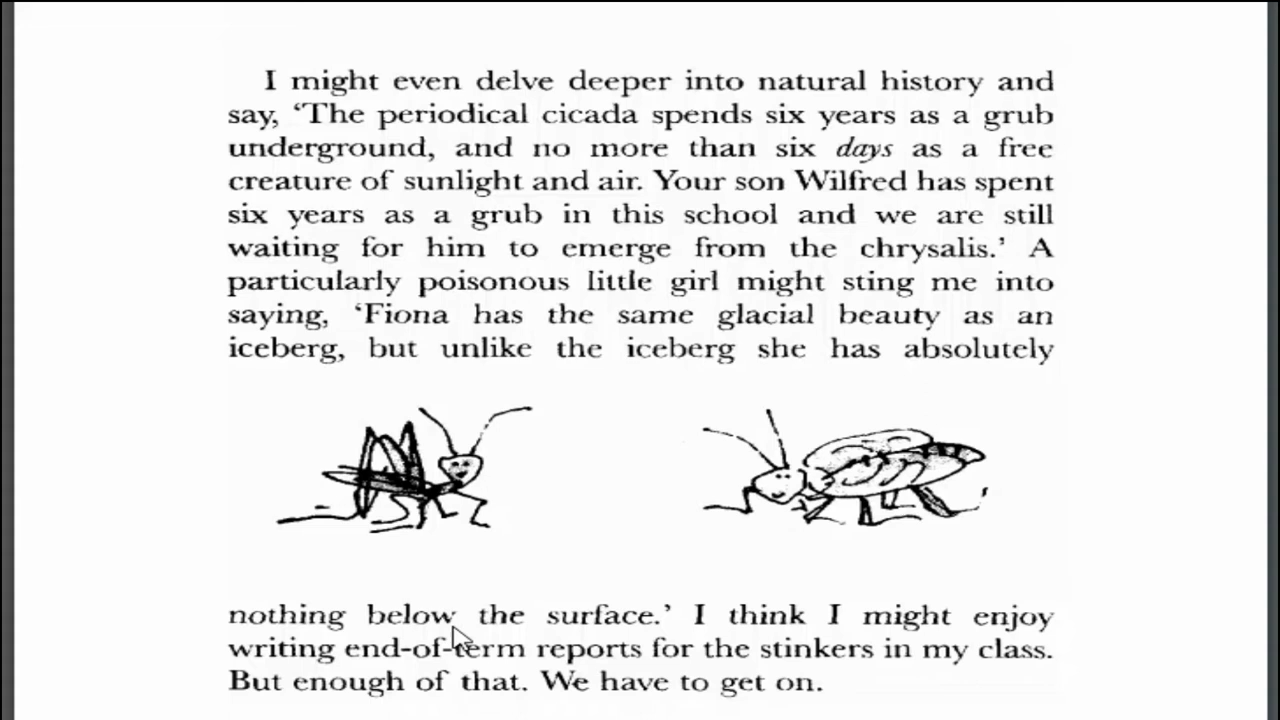 I might even delve deeper into natural history and
say, ‘The periodical cicada spends six years as a grub
underground, and no more than six days as a free
creature of sunlight and air. Your son Wilfred has spent
six years as a grub in this school and we are still
waiting for him to emerge from the chrysalis.’ A
particularly poisonous little girl might sting me into
saying, ‘Fiona has the same glacial beauty as an
iceberg, but unlike the iceberg she has absolutely
nothing below the surface.’ I think I might enjoy
writing end-of-term reports for the stinkers in my class.
But enough of that. We have to get on.